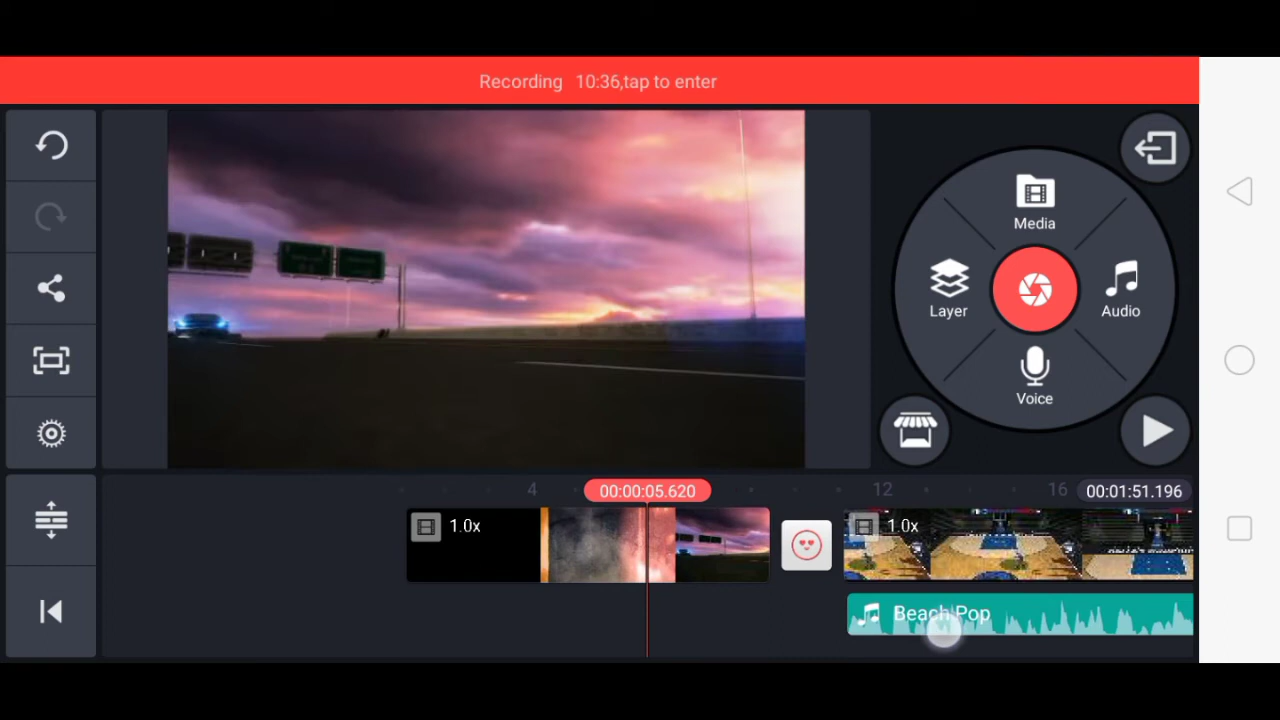 Recording 10:36,tap to enter
Media
Layer
Audio
Voice
4
00:00:05.620
12
16
00:01:51.196
1.0x
1.0x
Beach Pop